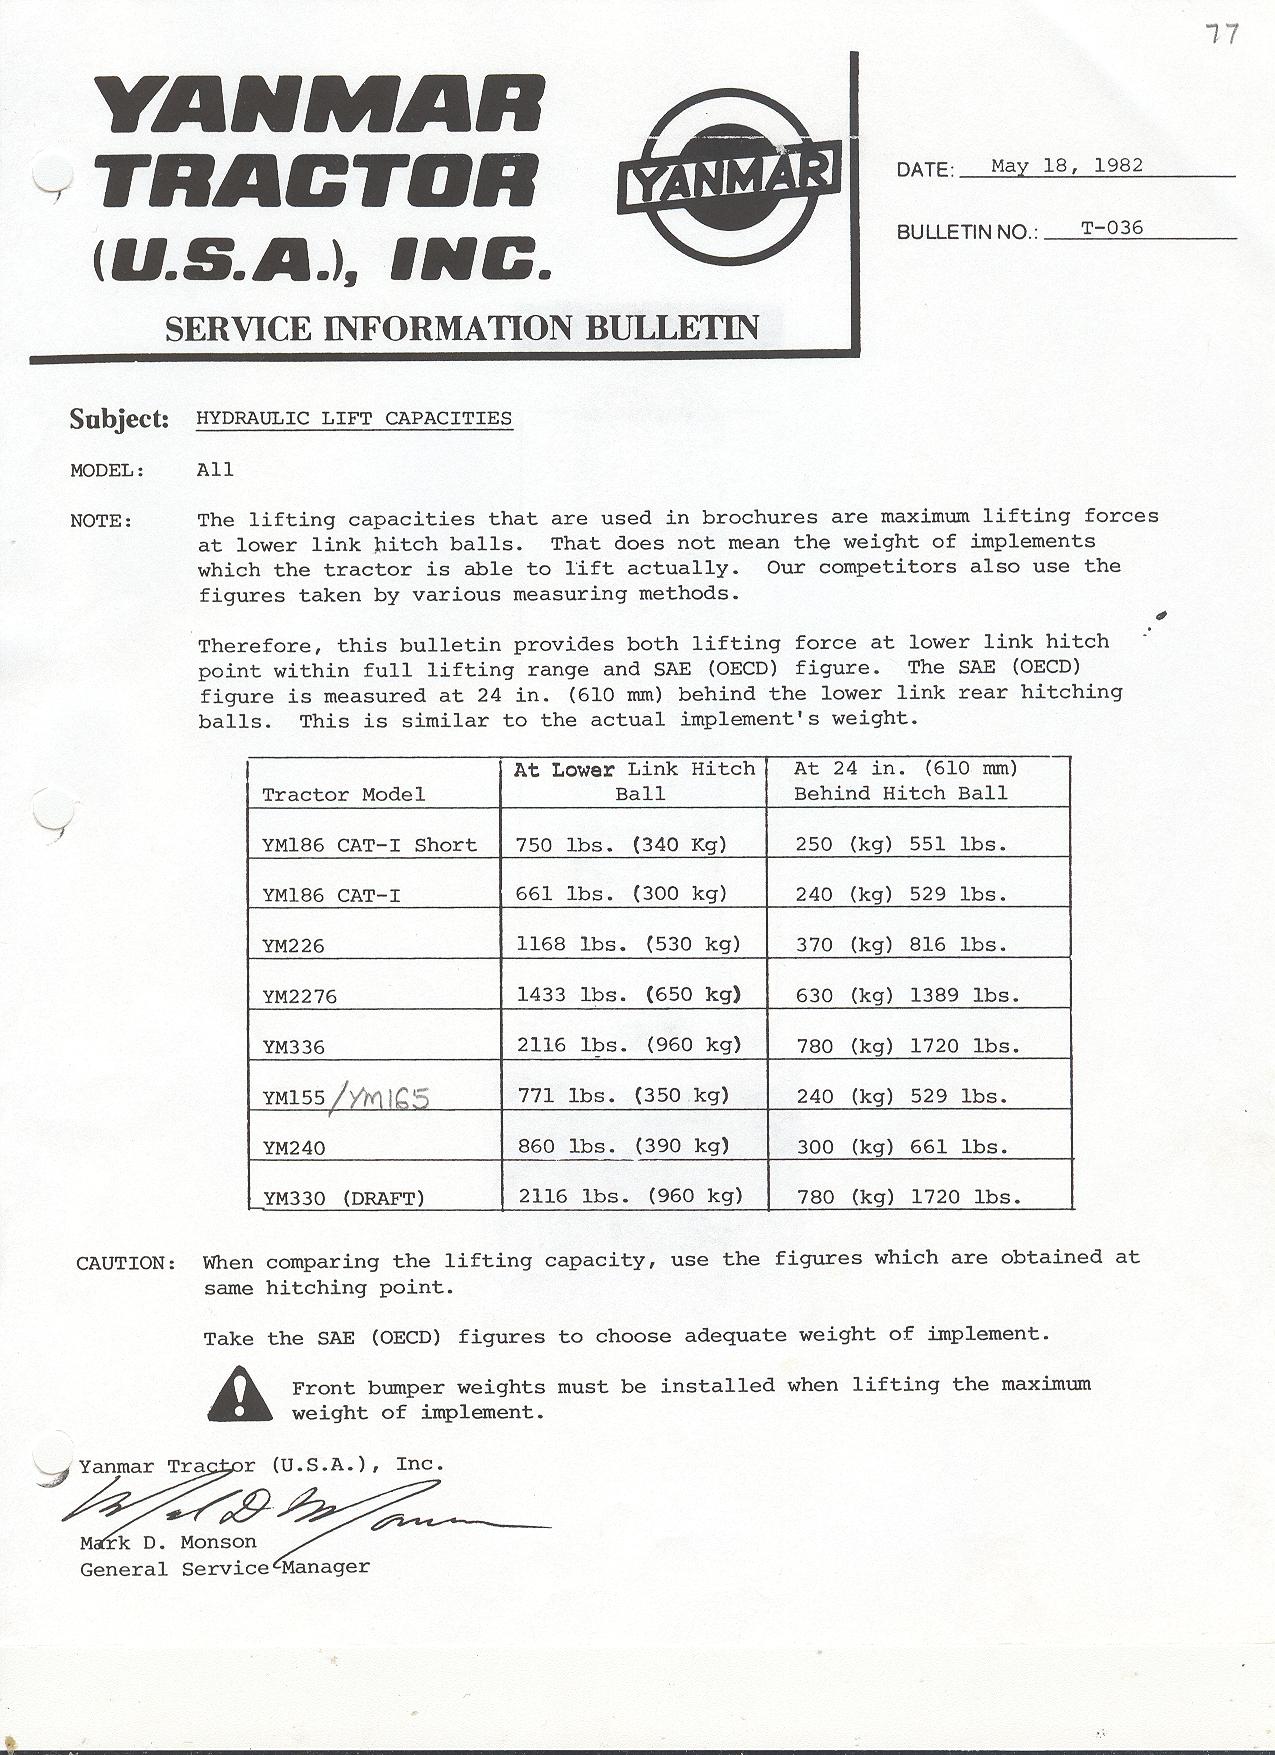 77
YANMAR
TRACTOR
(U.S.A.), INC.
YANMAR
SERVICE INFORMATION BULLETIN
DATE: May 18, 1982
BULLETIN NO.: T-036
Subject: HYDRAULIC LIFT CAPACITIES
MODEL: All
NOTE: The lifting capacities that are used in brochures are maximum lifting forces
at lower link hitch balls. That does not mean the weight of implements
which the tractor is able to lift actually. Our competitors also use the
figures taken by various measuring methods.
Therefore, this bulletin provides both lifting force at lower link hitch
point within full lifting range and SAE (OECD) figure. The SAE (OECD)
figure is measured at 24 in. (610 mm) behind the lower link rear hitching
balls. This is similar to the actual implement's weight.
At Lower Link Hitch At 24 in. (610 mm)
Tractor Model Ball Behind Hitch Ball
YM186 CAT-I Short 750 lbs. (340 Kg) 250 (kg) 551 lbs.
YM186 CAT-I 661 lbs. (300 kg) 240 (kg) 529 lbs.
YM226 1168 lbs. (530 kg) 370 (kg) 816 lbs.
YM2276 1433 lbs. (650 kg) 630 (kg) 1389 lbs.
YM336 2116 lbs. (960 kg) 780 (kg) 1720 lbs.
YM155 /YM165 771 lbs. (350 kg) 240 (kg) 529 lbs.
YM240 860 lbs. (390 kg) 300 (kg) 661 lbs.
YM330 (DRAFT) 2116 lbs. (960 kg) 780 (kg) 1720 lbs.
CAUTION: When comparing the lifting capacity, use the figures which are obtained at
same hitching point.
Take the SAE (OECD) figures to choose adequate weight of implement.
Front bumper weights must be installed when lifting the maximum
weight of implement.
Yanmar Tractor (U.S.A.), Inc.
Mark D. Monson
Mark D. Monson
General Service Manager